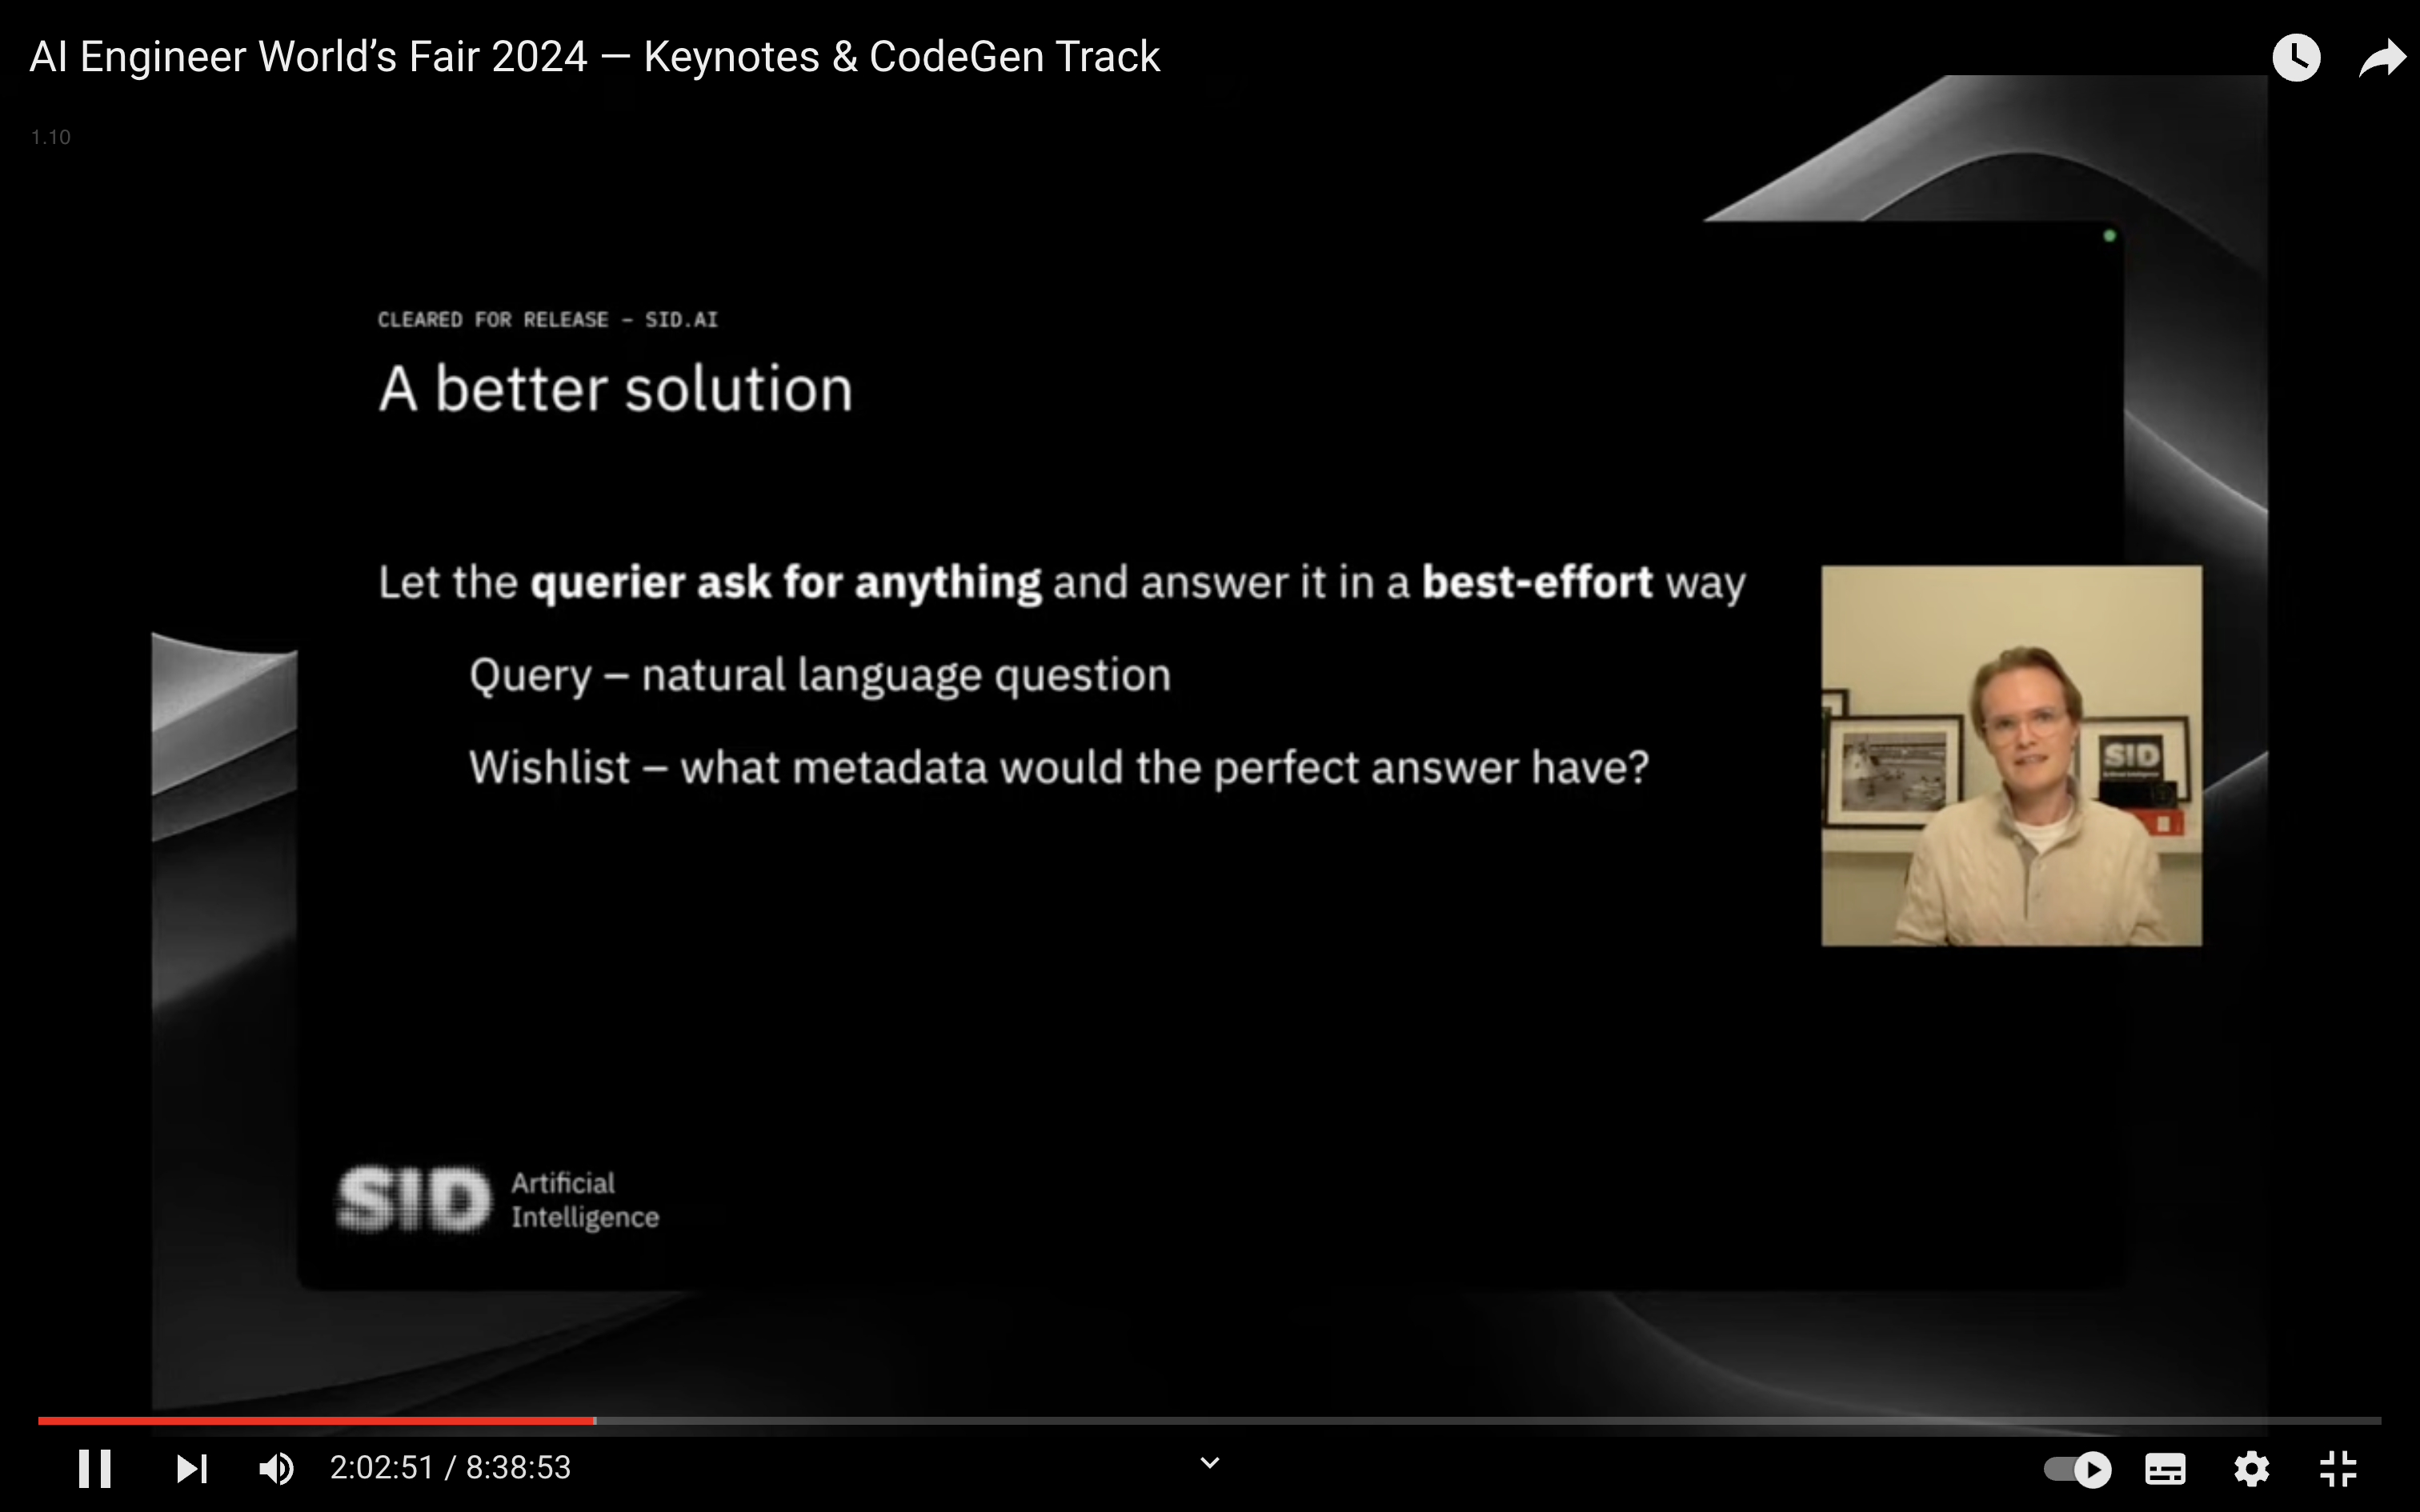 AI Engineer World’s Fair 2024 — Keynotes & CodeGen Track
1.10
CLEARED FOR RELEASE – SID.AI
A better solution
Let the querier ask for anything and answer it in a best-effort way
Query – natural language question
Wishlist – what metadata would the perfect answer have?
SID
SID
Artificial
Intelligence
2:02:51 / 8:38:53